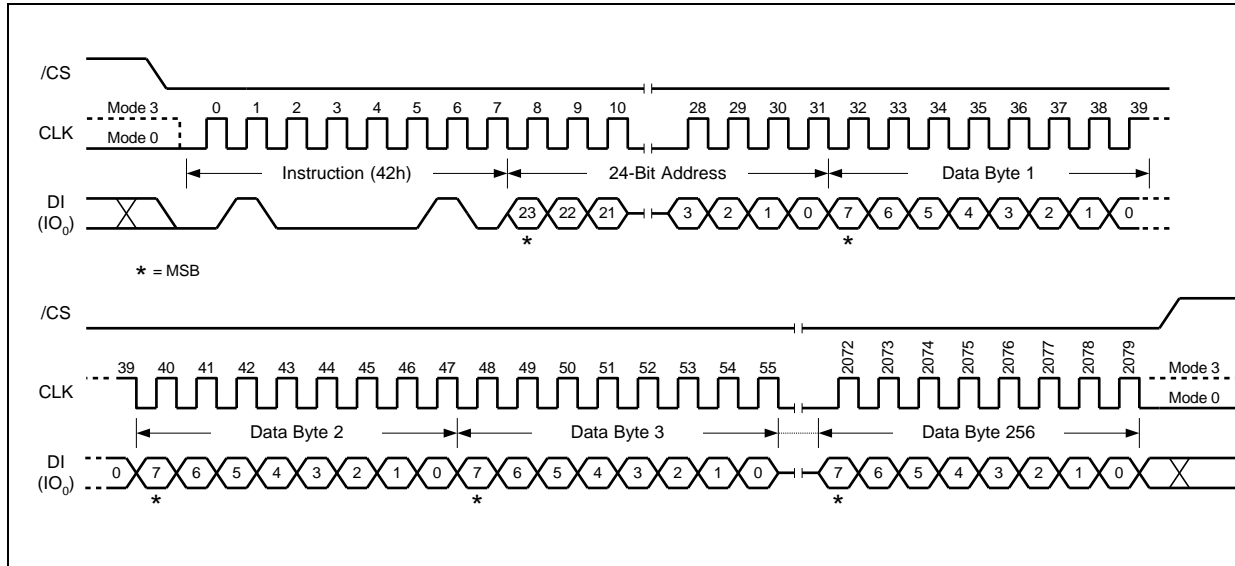 /CS
Mode 3
0 1 2 3 4 5 6 7 8 9 10 28 29 30 31 32 33 34 35 36 37 38 39
CLK
Mode 0
Instruction (42h) 24-Bit Address Data Byte 1
DI
(IO0)
23 22 21 3 2 1 0 7 6 5 4 3 2 1 0
* *
* = MSB
/CS
39 40 41 42 43 44 45 46 47 48 49 50 51 52 53 54 55 2072 2073 2074 2075 2076 2077 2078 2079
Mode 3
CLK
Mode 0
Data Byte 2 Data Byte 3 Data Byte 256
DI
(IO0)
0 7 6 5 4 3 2 1 0 7 6 5 4 3 2 1 0 7 6 5 4 3 2 1 0
* * *